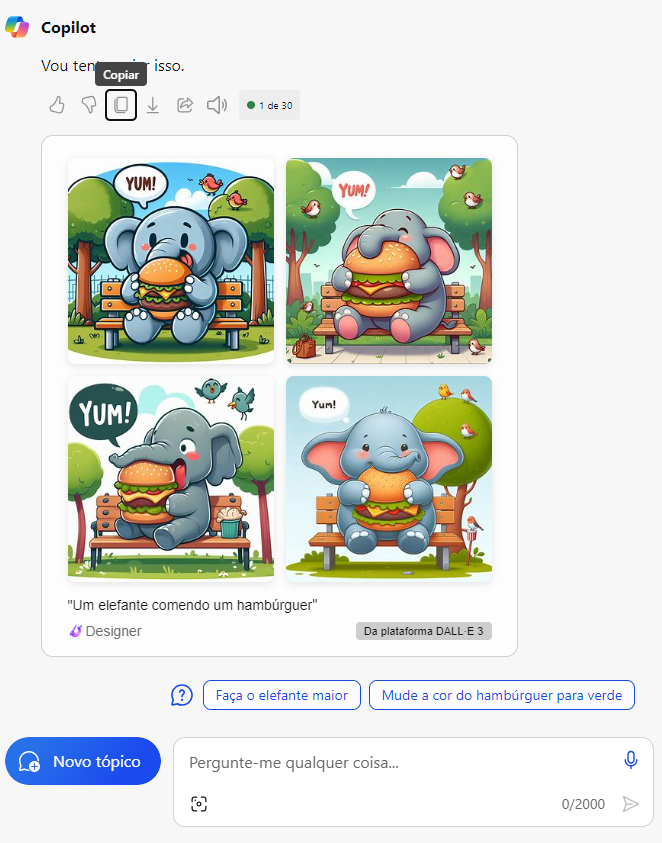 Copilot
Vou tent isso.
Copiar
1 de 30
YUM!
YUM!
YUM!
Yum!
"Um elefante comendo um hambúrguer"
Designer
Da plataforma DALL·E 3
Faça o elefante maior
Mude a cor do hambúrguer para verde
Novo tópico
Pergunte-me qualquer coisa...
0/2000